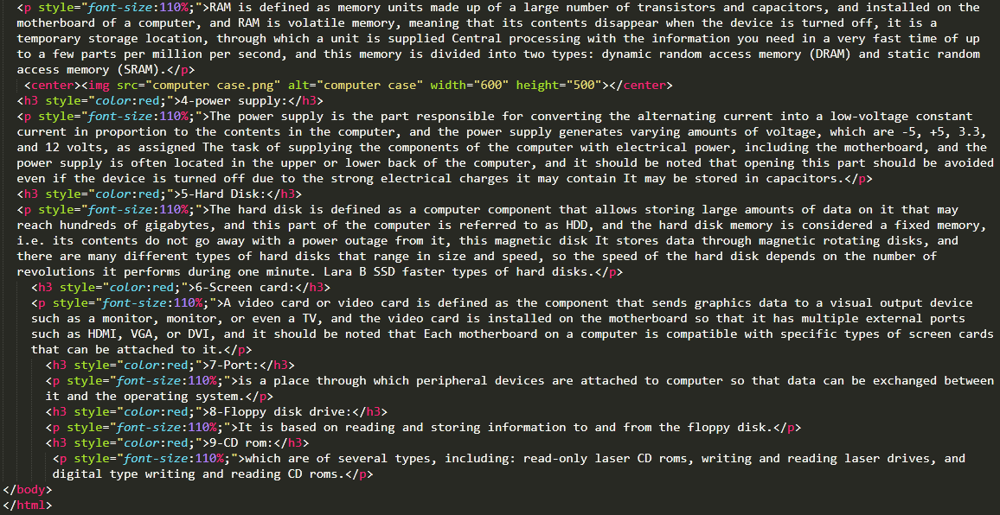 <p style="font-size:110%;">RAM is defined as memory units made up of a large number of transistors and capacitors, and installed on the
motherboard of a computer, and RAM is volatile memory, meaning that its contents disappear when the device is turned off, it is a
temporary storage location, through which a unit is supplied Central processing with the information you need in a very fast time of up
to a few parts per million per second, and this memory is divided into two types: dynamic random access memory (DRAM) and static random
access memory (SRAM).</p>
<center><img src="computer case.png" alt="computer case" width="600" height="500"></center>
<h3 style="color:red;">4-power supply:</h3>
<p style="font-size:110%;">The power supply is the part responsible for converting the alternating current into a low-voltage constant
current in proportion to the contents in the computer, and the power supply generates varying amounts of voltage, which are -5, +5, 3.3,
and 12 volts, as assigned The task of supplying the components of the computer with electrical power, including the motherboard, and the
power supply is often located in the upper or lower back of the computer, and it should be noted that opening this part should be avoided
even if the device is turned off due to the strong electrical charges it may contain It may be stored in capacitors.</p>
<h3 style="color:red;">5-Hard Disk:</h3>
<p style="font-size:110%;">The hard disk is defined as a computer component that allows storing large amounts of data on it that may
reach hundreds of gigabytes, and this part of the computer is referred to as HDD, and the hard disk memory is considered a fixed memory,
i.e. its contents do not go away with a power outage from it, this magnetic disk It stores data through magnetic rotating disks, and
there are many different types of hard disks that range in size and speed, so the speed of the hard disk depends on the number of
revolutions it performs during one minute. Lara B SSD faster types of hard disks.</p>
<h3 style="color:red;">6-Screen card:</h3>
<p style="font-size:110%;">A video card or video card is defined as the component that sends graphics data to a visual output device
such as a monitor, monitor, or even a TV, and the video card is installed on the motherboard so that it has multiple external ports
such as HDMI, VGA, or DVI, and it should be noted that Each motherboard on a computer is compatible with specific types of screen cards
that can be attached to it.</p>
<h3 style="color:red;">7-Port:</h3>
<p style="font-size:110%;">is a place through which peripheral devices are attached to computer so that data can be exchanged between
it and the operating system.</p>
<h3 style="color:red;">8-Floppy disk drive:</h3>
<p style="font-size:110%;">It is based on reading and storing information to and from the floppy disk.</p>
<h3 style="color:red;">9-CD rom:</h3>
<p style="font-size:110%;">which are of several types, including: read-only laser CD roms, writing and reading laser drives, and
digital type writing and reading CD roms.</p>
</body>
</html>